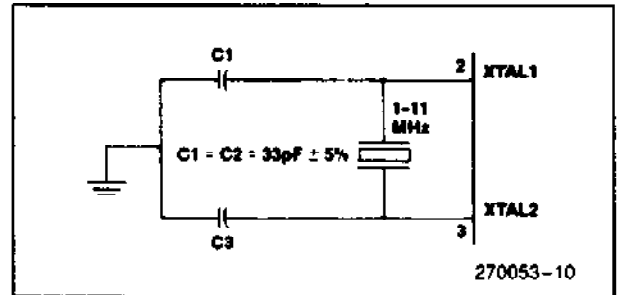 C1
2 XTAL1
1-11
MHz
C1 = C2 = 33pF ± 5%
XTAL2
3
C3
270053-10